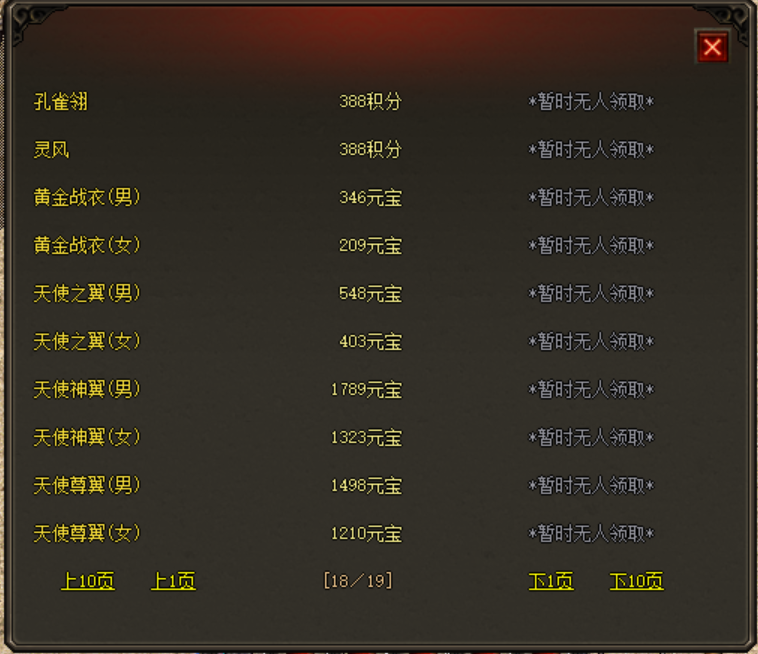 孔雀翎 388积分 *暂时无人领取*
灵风 388积分 *暂时无人领取*
黄金战衣(男) 346元宝 *暂时无人领取*
黄金战衣(女) 209元宝 *暂时无人领取*
天使之翼(男) 548元宝 *暂时无人领取*
天使之翼(女) 403元宝 *暂时无人领取*
天使神翼(男) 1789元宝 *暂时无人领取*
天使神翼(女) 1323元宝 *暂时无人领取*
天使尊翼(男) 1498元宝 *暂时无人领取*
天使尊翼(女) 1210元宝 *暂时无人领取*
上10页 上1页 [18／19] 下1页 下10页